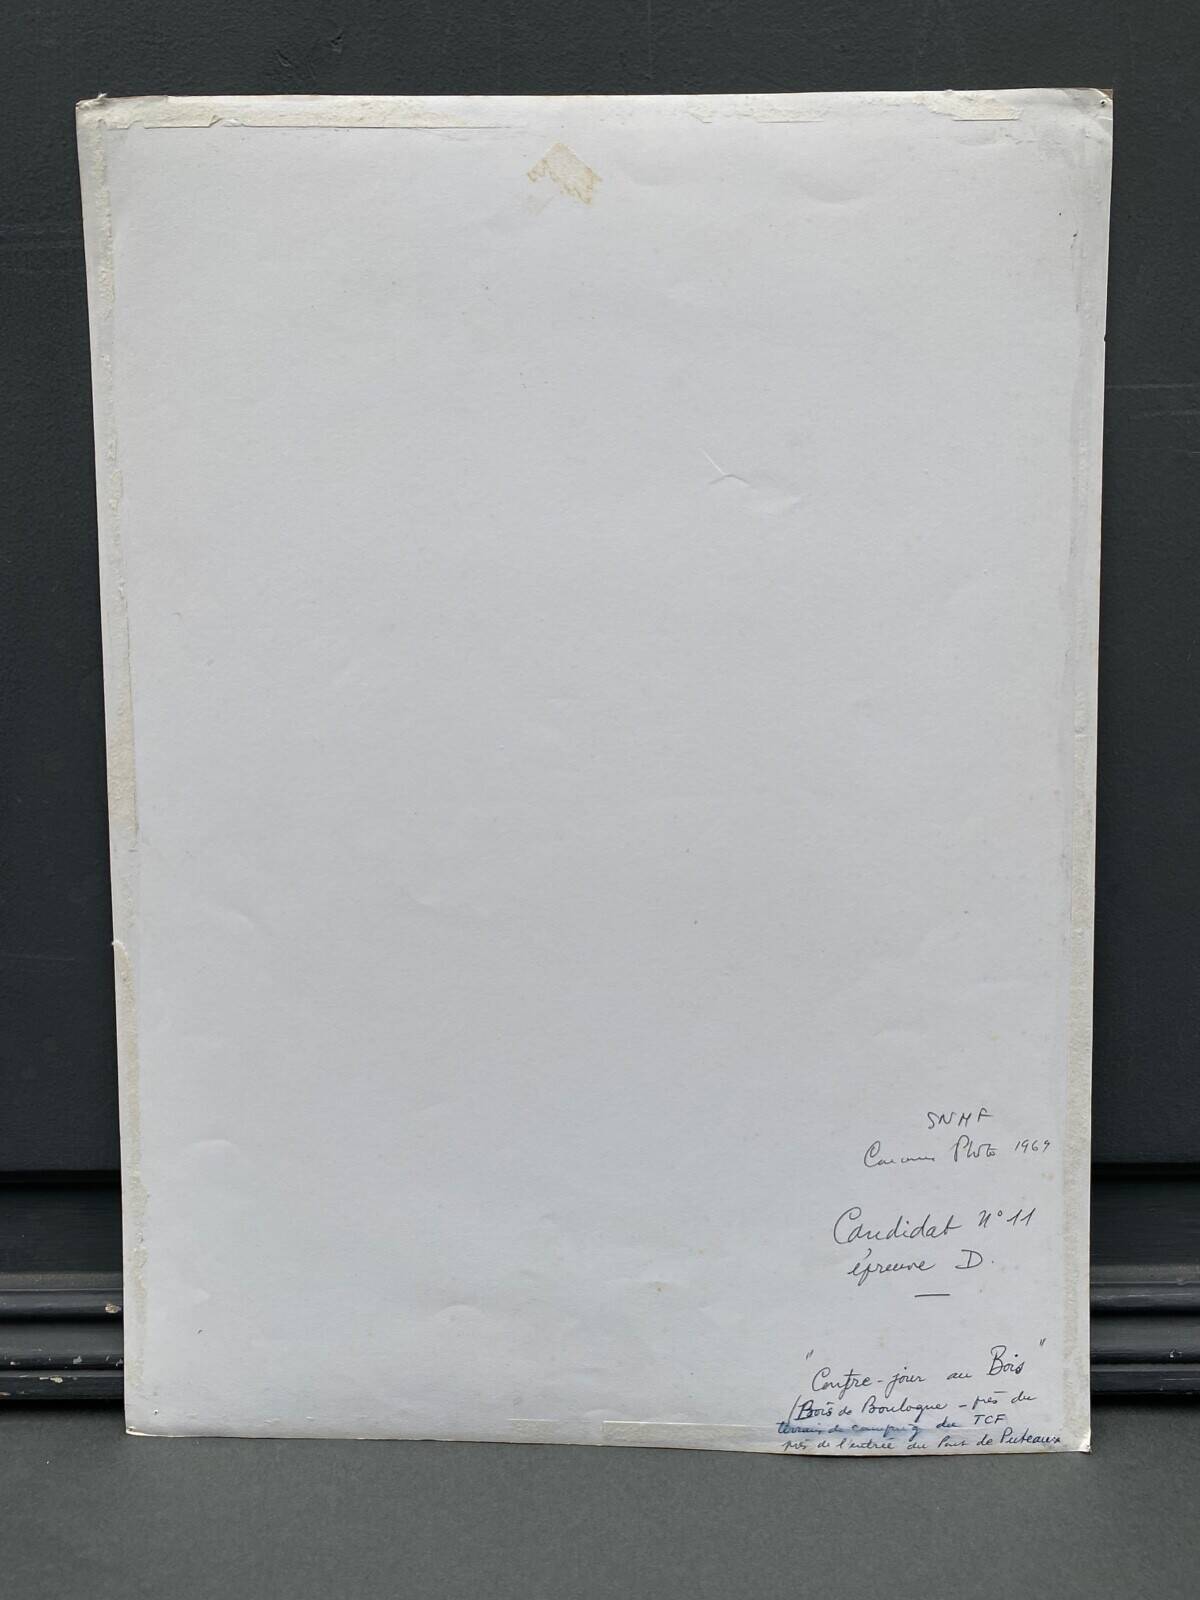 SNHF
Concours Photo 1969
Candidat n° 11
épreuve D.
"Contre-jour au Bois"
(Bois de Boulogne - près du
terrain de camping du TCF
près de l'entrée du Pont de Puteaux